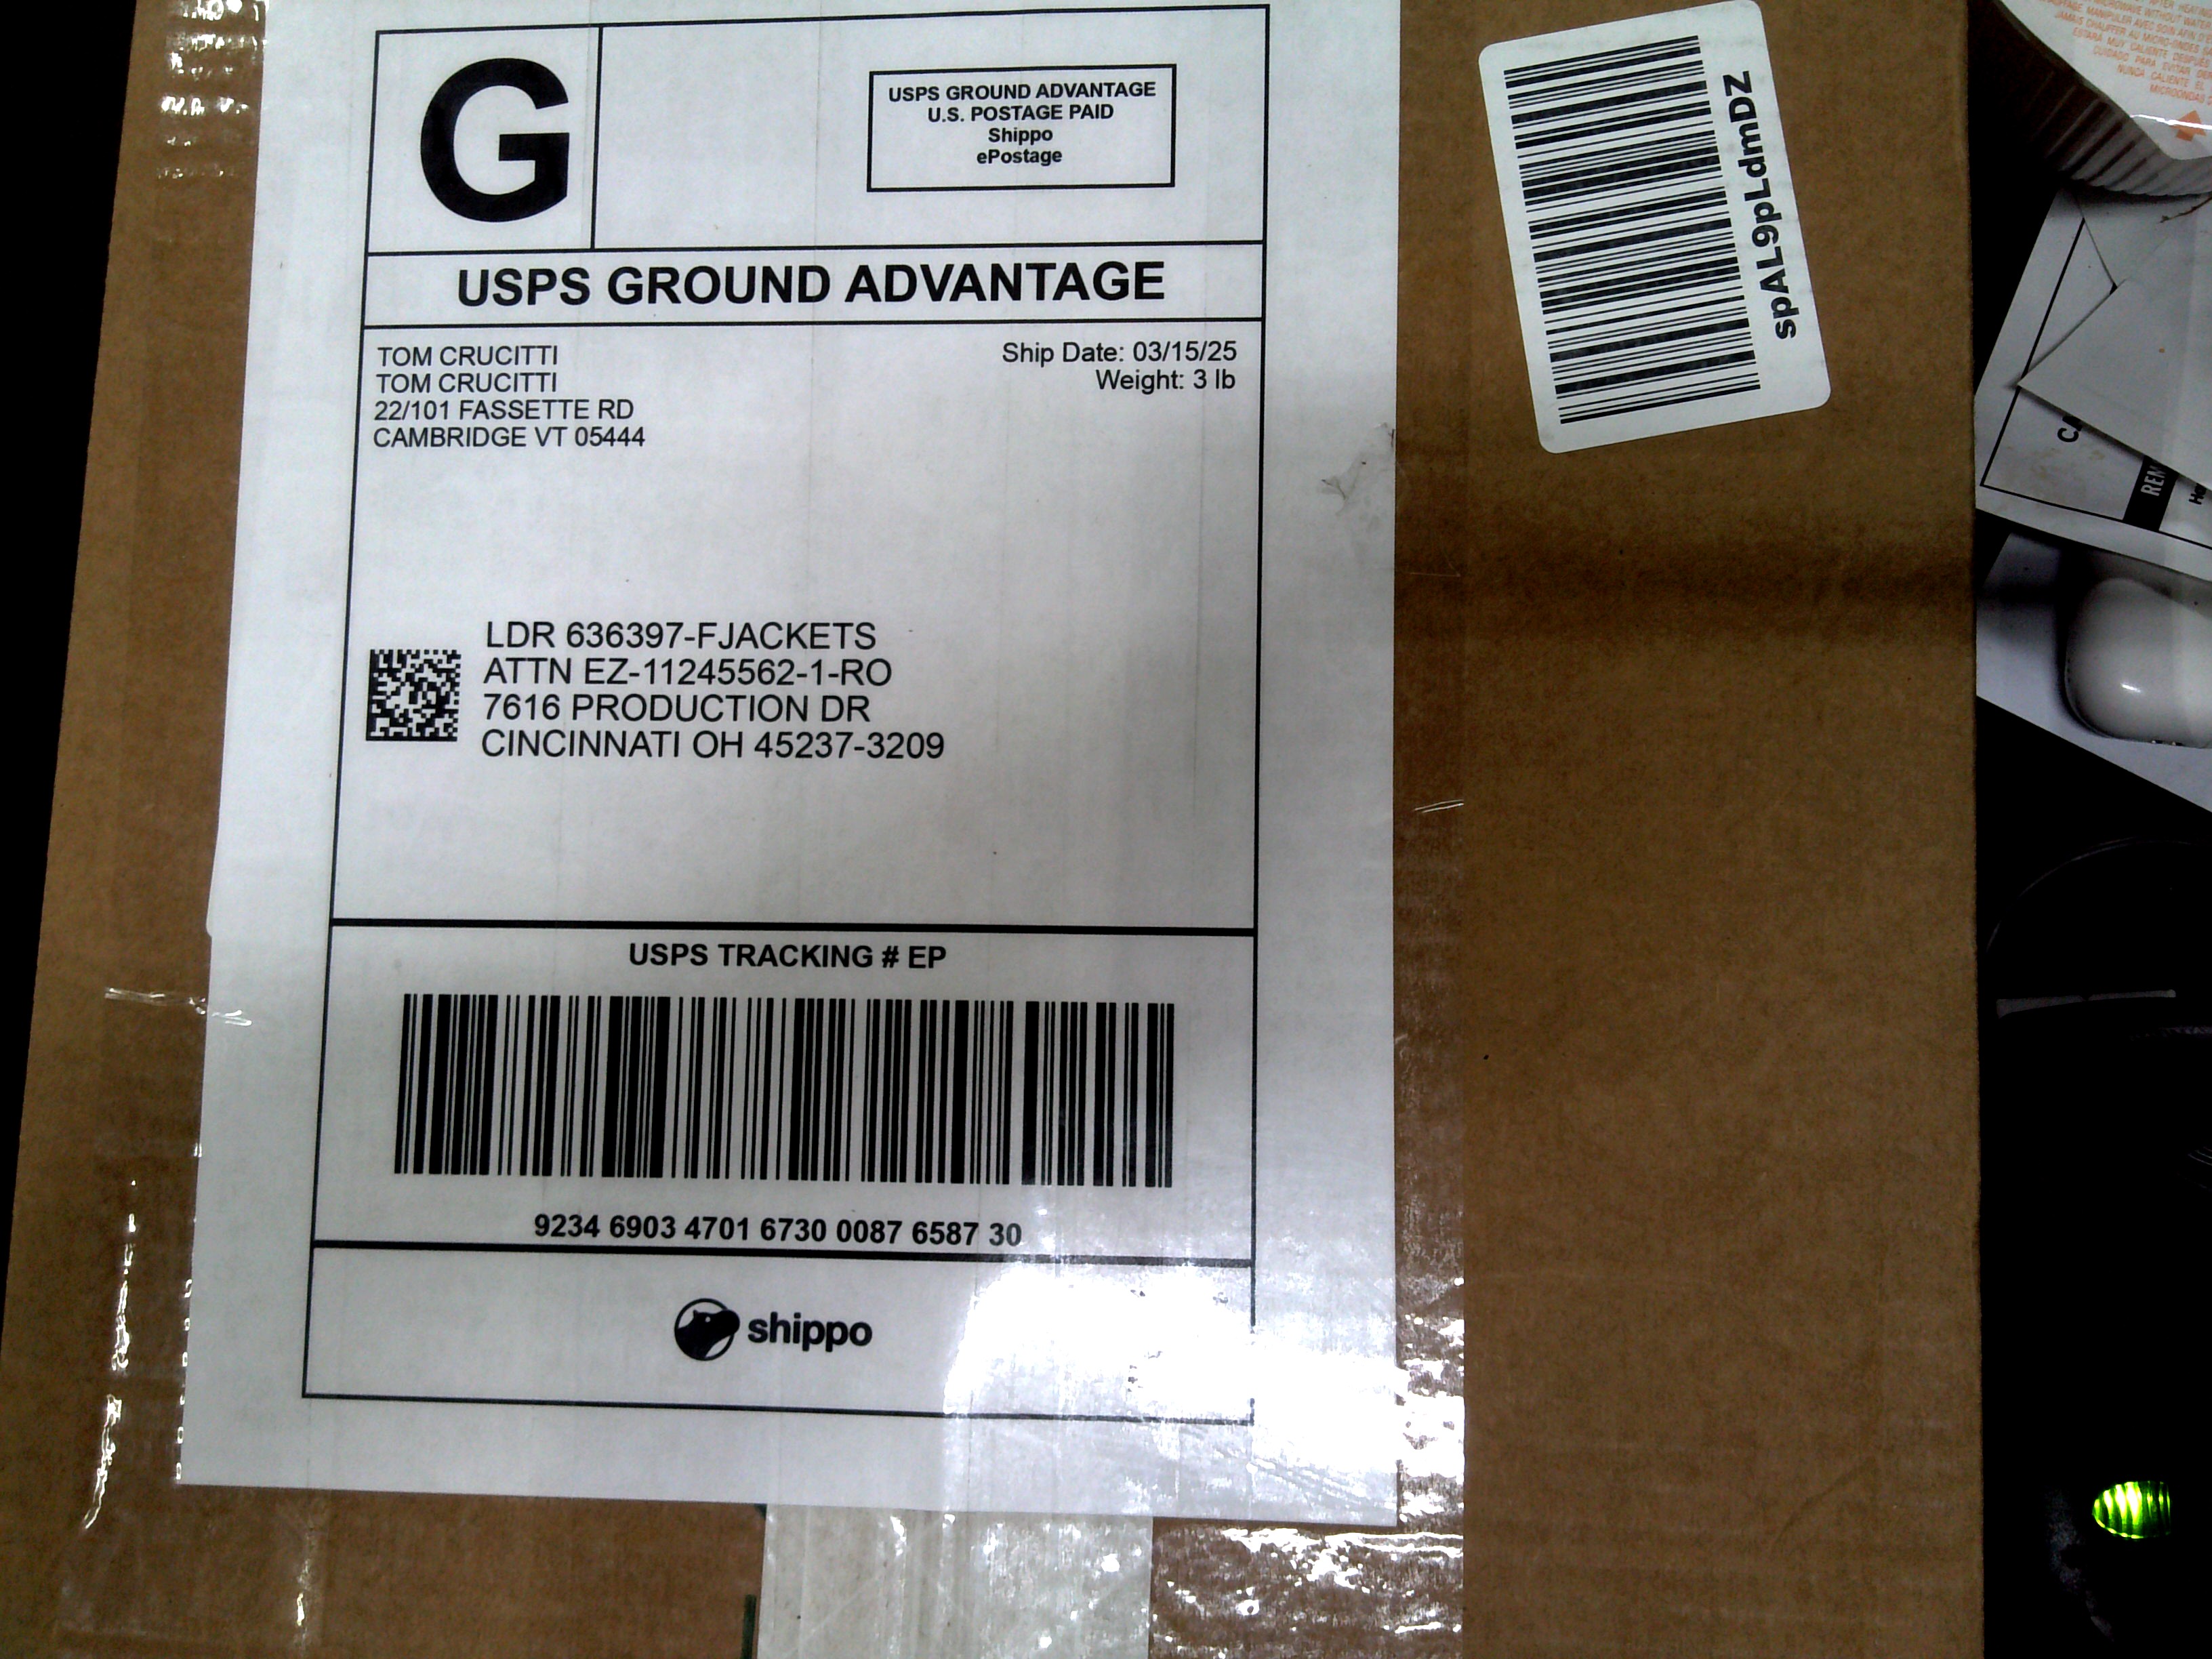 G
USPS GROUND ADVANTAGE
U.S. POSTAGE PAID
Shippo
ePostage
USPS GROUND ADVANTAGE
TOM CRUCITTI
TOM CRUCITTI
22/101 FASSETTE RD
CAMBRIDGE VT 05444
Ship Date: 03/15/25
Weight: 3 lb
LDR 636397-FJACKETS
ATTN EZ-11245562-1-RO
7616 PRODUCTION DR
CINCINNATI OH 45237-3209
USPS TRACKING # EP
9234 6903 4701 6730 0087 6587 30
shippo
spAL9pLdmDZ